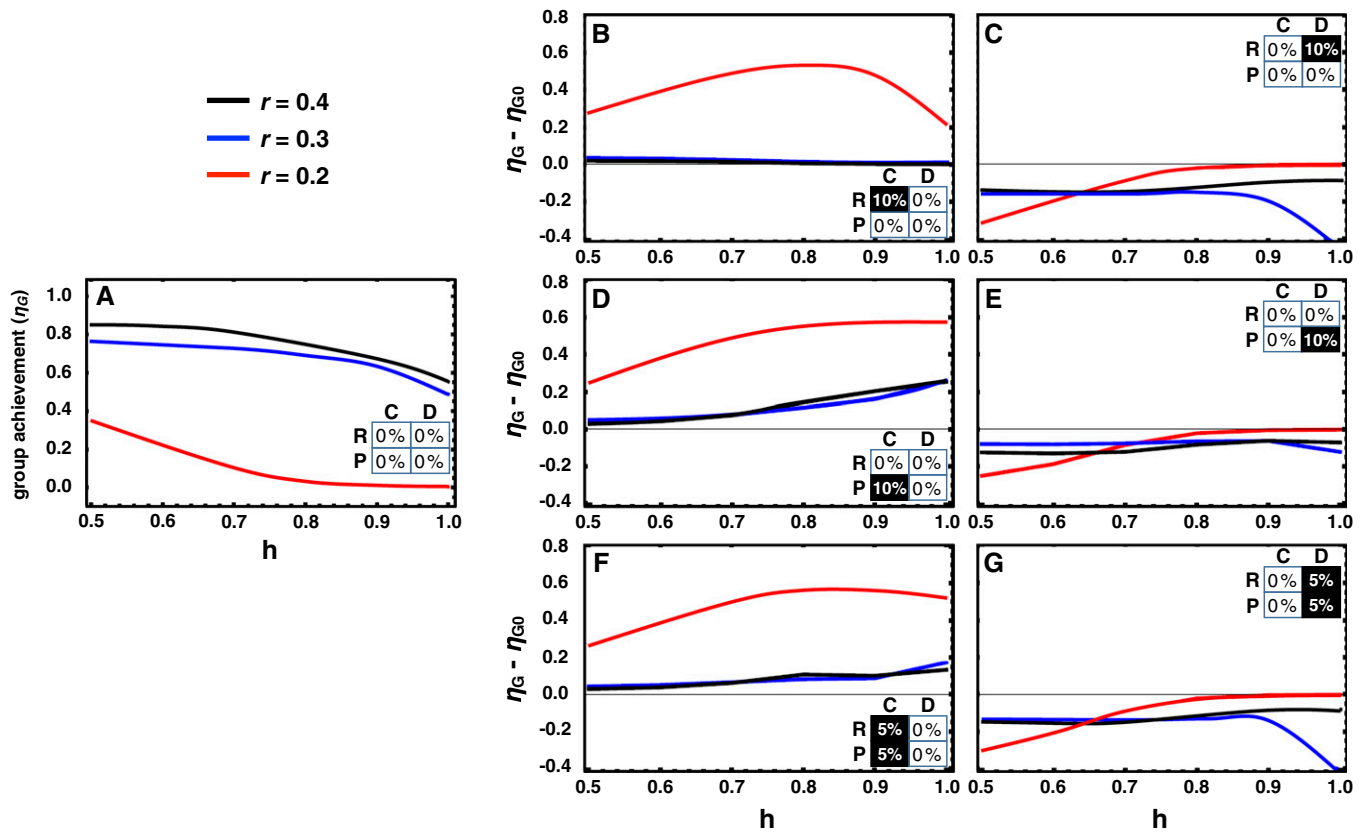 r = 0.4
r = 0.3
r = 0.2
A
group achievement (ηG)
1.0
0.8
0.6
0.4
0.2
0.0
C D
R 0% 0%
P 0% 0%
0.5 0.6 0.7 0.8 0.9 1.0
h
B
ηG - ηG0
0.8
0.6
0.4
0.2
0.0
-0.2
-0.4
C D
R 10% 0%
P 0% 0%
0.5 0.6 0.7 0.8 0.9 1.0
C
C D
R 0% 10%
P 0% 0%
0.5 0.6 0.7 0.8 0.9 1.0
D
ηG - ηG0
0.8
0.6
0.4
0.2
0.0
-0.2
-0.4
C D
R 0% 0%
P 10% 0%
0.5 0.6 0.7 0.8 0.9 1.0
E
C D
R 0% 0%
P 0% 10%
0.5 0.6 0.7 0.8 0.9 1.0
F
ηG - ηG0
0.8
0.6
0.4
0.2
0.0
-0.2
-0.4
C D
R 5% 0%
P 5% 0%
0.5 0.6 0.7 0.8 0.9 1.0
h
G
C D
R 0% 5%
P 0% 5%
0.5 0.6 0.7 0.8 0.9 1.0
h